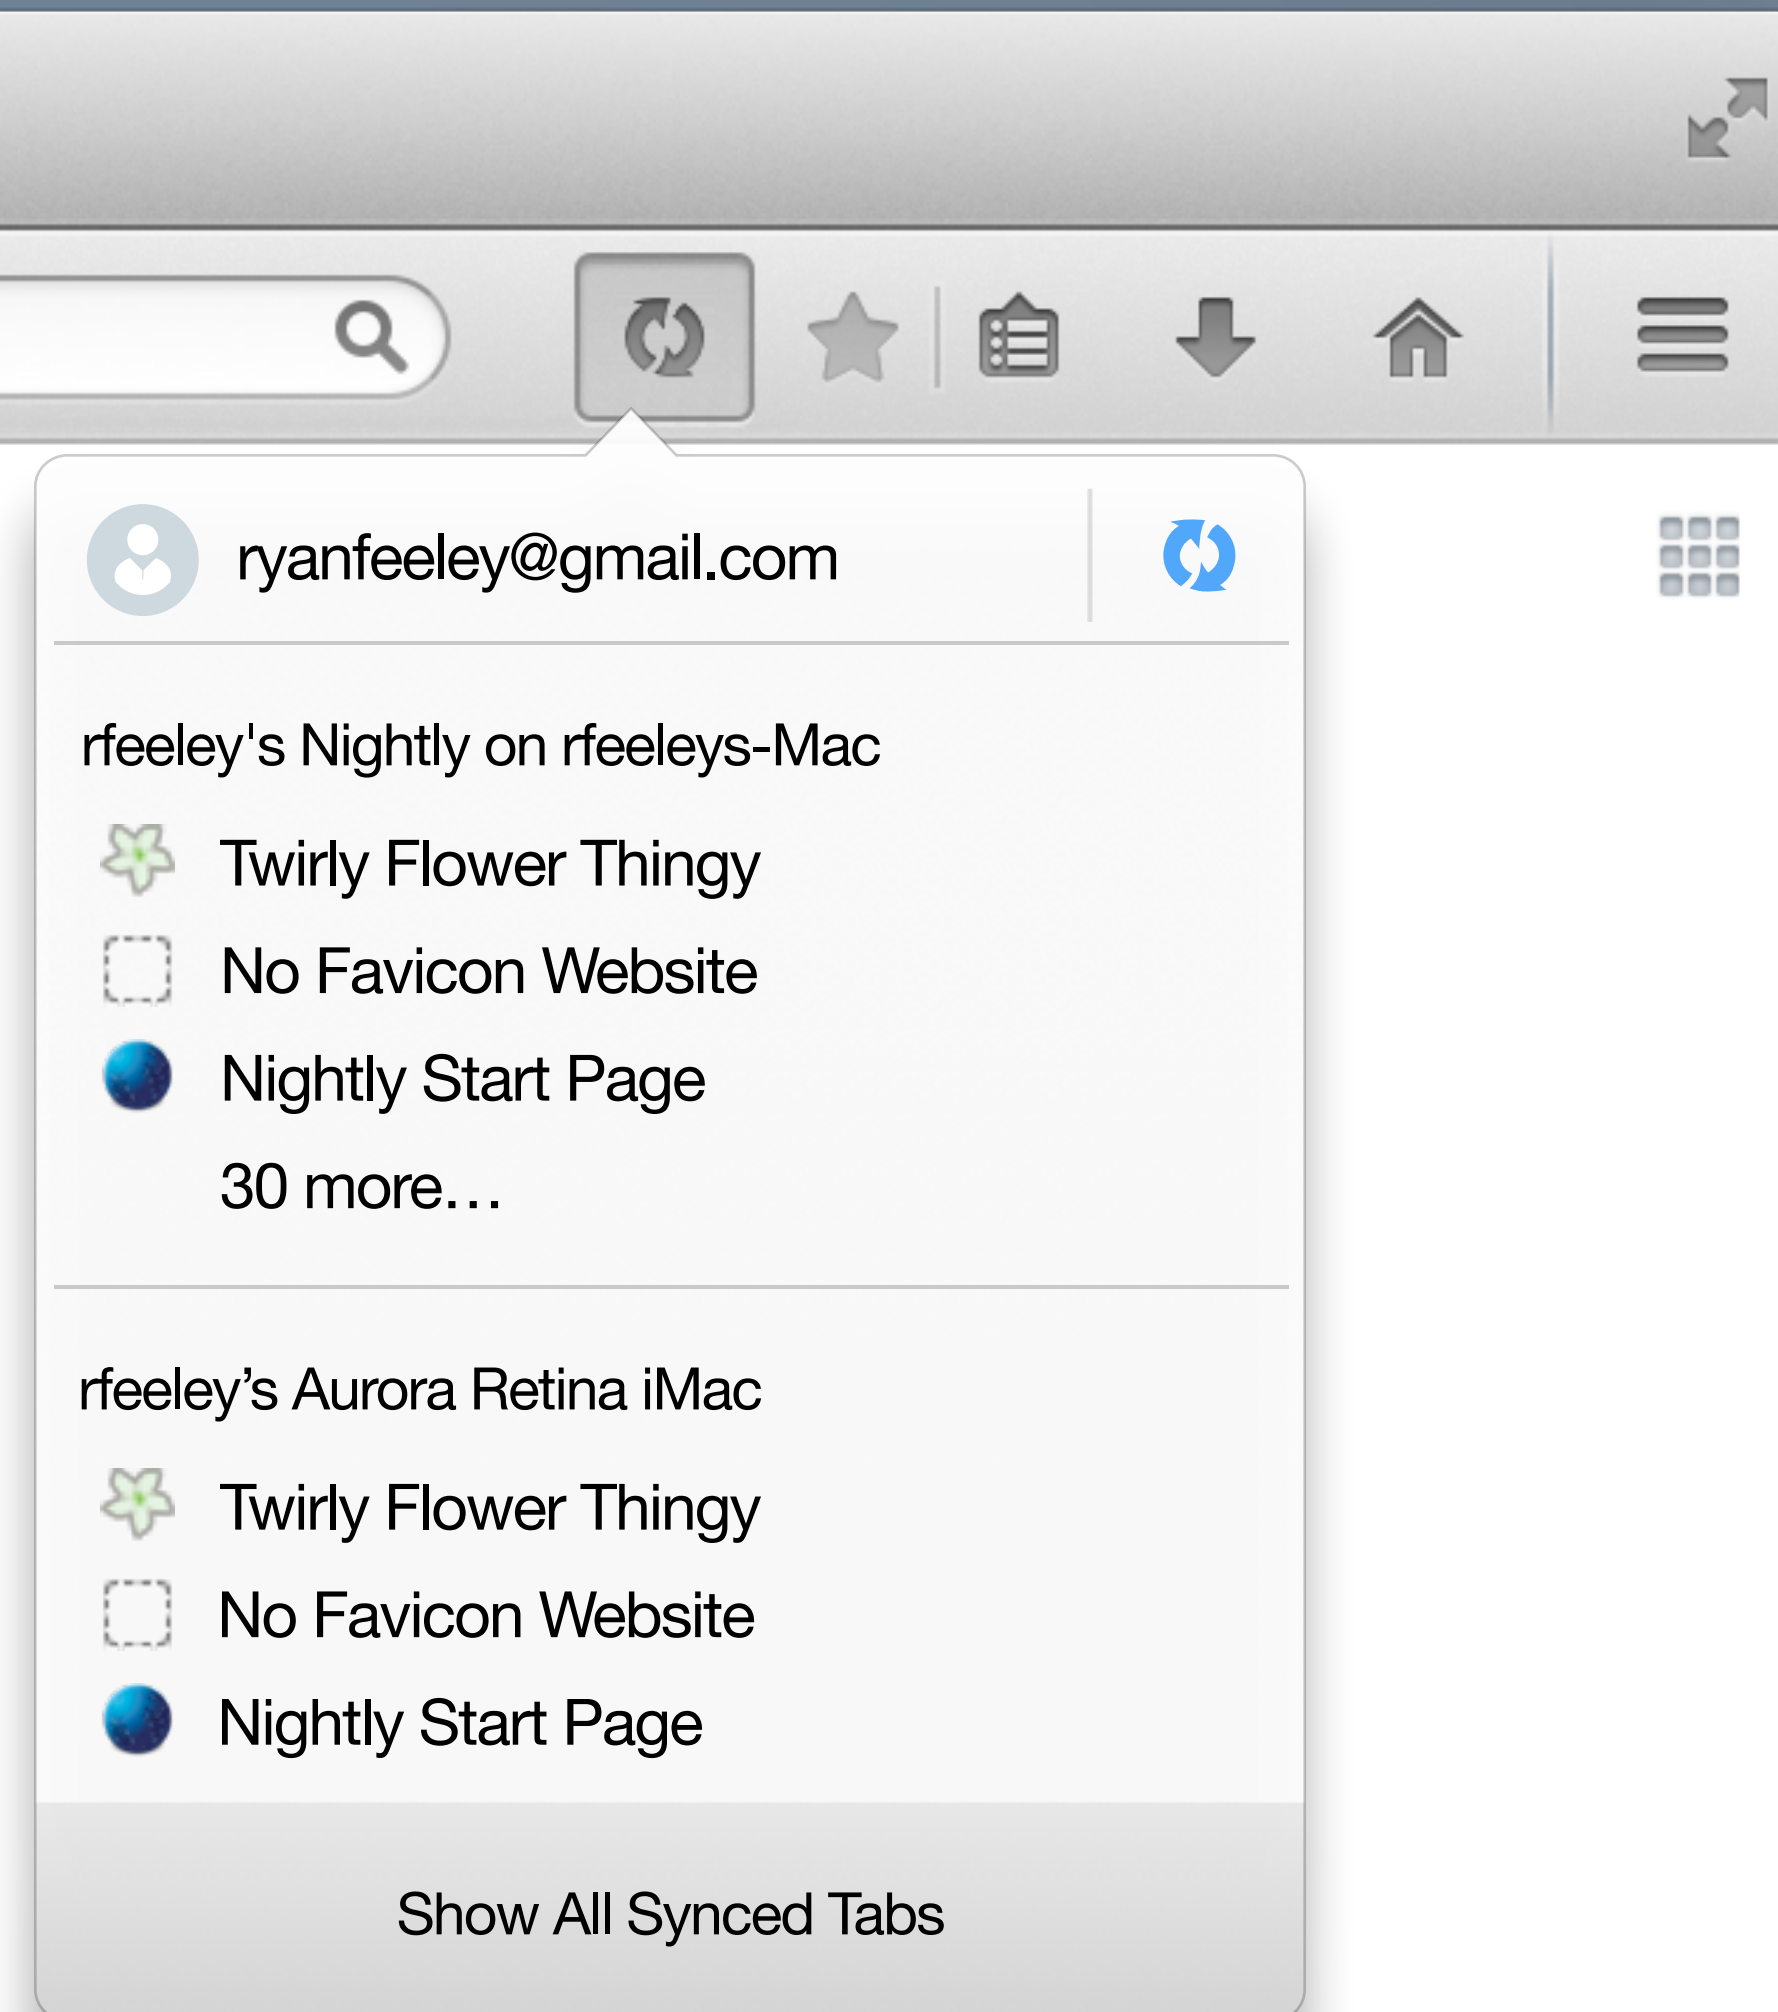 ryanfeeley@gmail.com
rfeeley's Nightly on rfeeleys-Mac
Twirly Flower Thingy
No Favicon Website
Nightly Start Page
30 more…
rfeeley’s Aurora Retina iMac
Twirly Flower Thingy
No Favicon Website
Nightly Start Page
Show All Synced Tabs